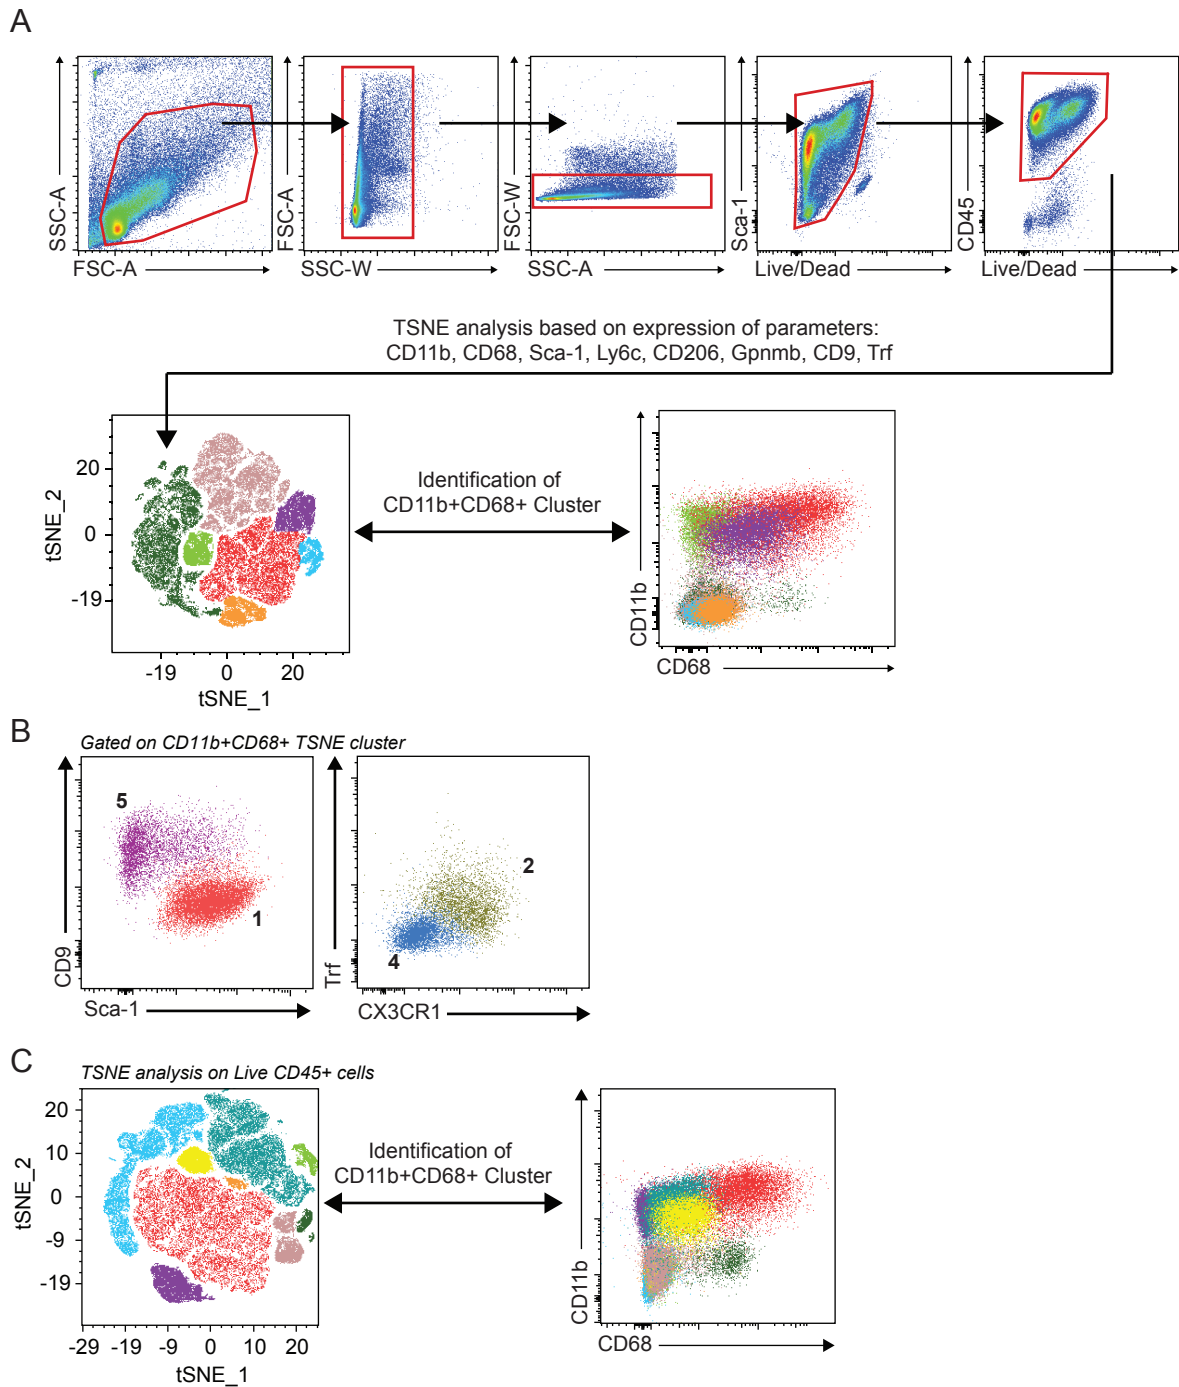 A
SSC-A
FSC-A
FSC-A
SSC-W
FSC-W
SSC-A
Sca-1
Live/Dead
CD45
Live/Dead
TSNE analysis based on expression of parameters:
CD11b, CD68, Sca-1, Ly6c, CD206, Gpnmb, CD9, Trf
tSNE_2
20
0
-19
-19
0
20
tSNE_1
Identification of
CD11b+CD68+ Cluster
CD11b
CD68
B
Gated on CD11b+CD68+ TSNE cluster
CD9
5
1
Sca-1
Trf
2
4
CX3CR1
C
TSNE analysis on Live CD45+ cells
tSNE_2
20
10
0
-9
-19
-29
-19
-9
0
10
20
tSNE_1
Identification of
CD11b+CD68+ Cluster
CD11b
CD68